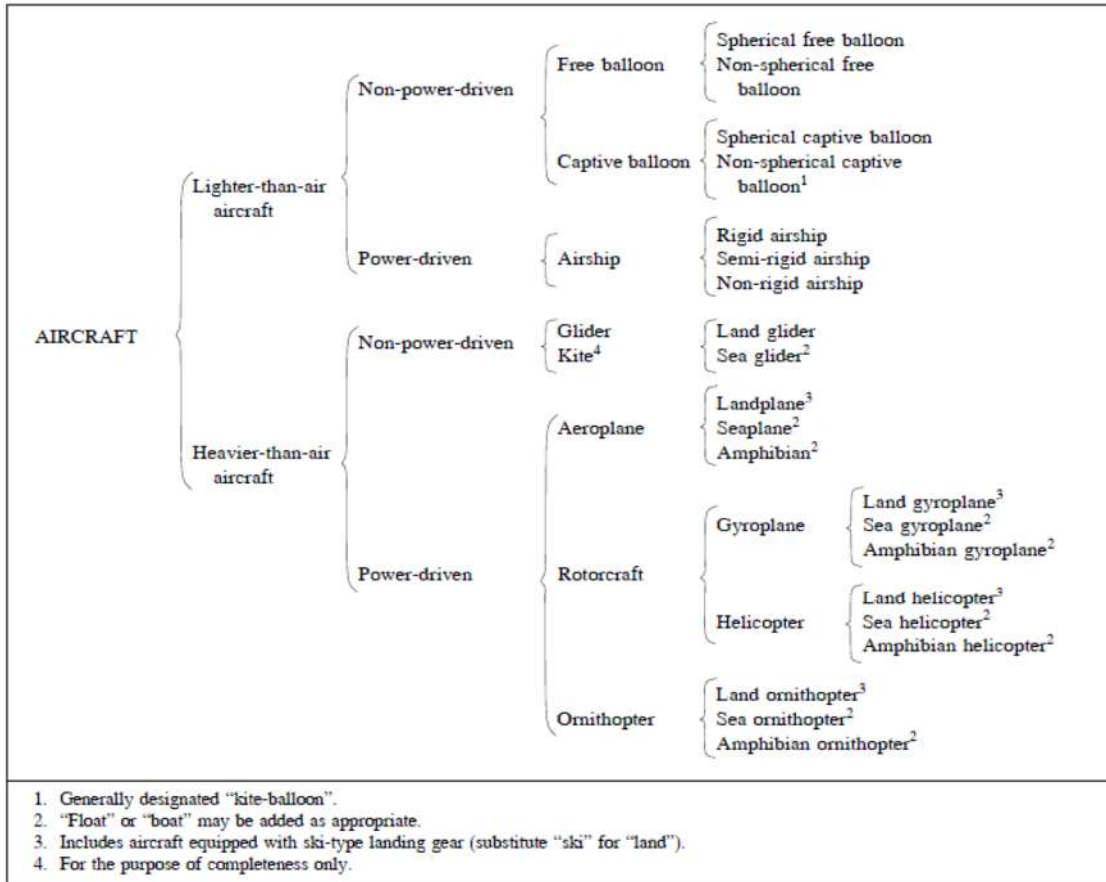 AIRCRAFT
Lighter-than-air
aircraft
Non-power-driven
Free balloon
Spherical free balloon
Non-spherical free
balloon
Captive balloon
Spherical captive balloon
Non-spherical captive
balloon¹
Power-driven
Airship
Rigid airship
Semi-rigid airship
Non-rigid airship
Heavier-than-air
aircraft
Non-power-driven
Glider
Kite⁴
Land glider
Sea glider²
Power-driven
Aeroplane
Landplane³
Seaplane²
Amphibian²
Rotorcraft
Gyroplane
Land gyroplane³
Sea gyroplane²
Amphibian gyroplane²
Helicopter
Land helicopter³
Sea helicopter²
Amphibian helicopter²
Ornithopter
Land ornithopter³
Sea ornithopter²
Amphibian ornithopter²
1. Generally designated “kite-balloon”.
2. “Float” or “boat” may be added as appropriate.
3. Includes aircraft equipped with ski-type landing gear (substitute “ski” for “land”).
4. For the purpose of completeness only.